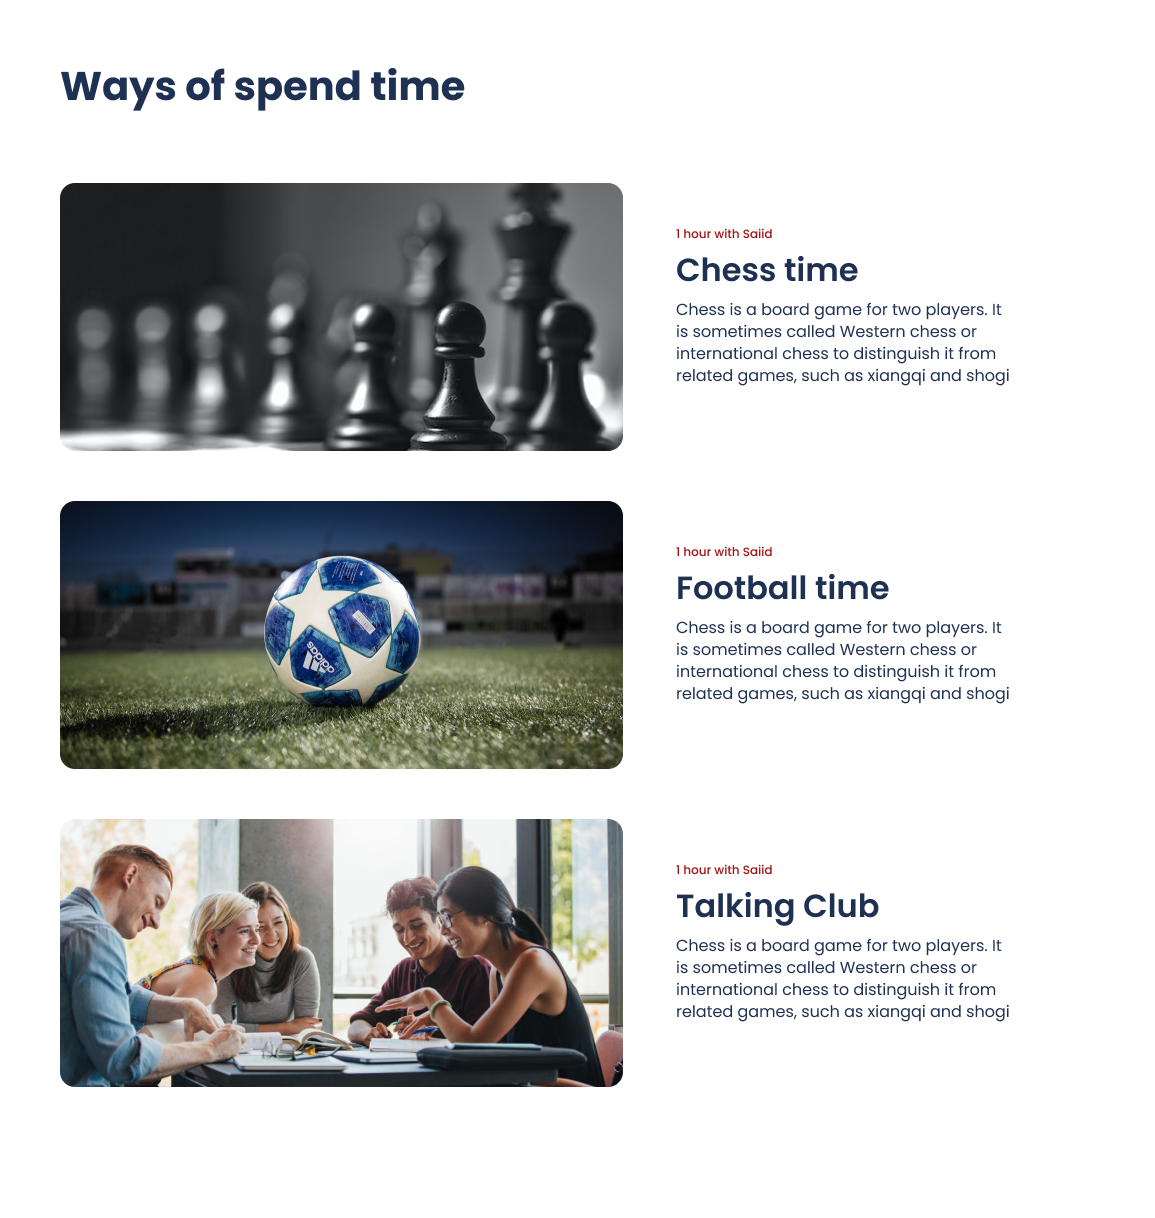 Ways of spend time
1 hour with Saiid
Chess time
Chess is a board game for two players. It
is sometimes called Western chess or
international chess to distinguish it from
related games, such as xiangqi and shogi
1 hour with Saiid
Football time
Chess is a board game for two players. It
is sometimes called Western chess or
international chess to distinguish it from
related games, such as xiangqi and shogi
adidas
1 hour with Saiid
Talking Club
Chess is a board game for two players. It
is sometimes called Western chess or
international chess to distinguish it from
related games, such as xiangqi and shogi